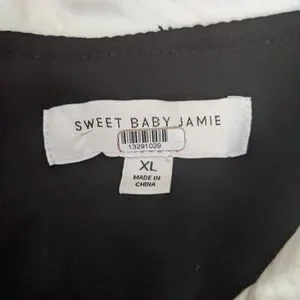 SWEET BABY JAMIE
13291029
XL
MADE IN
CHINA